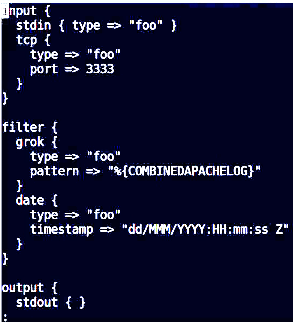 input {
  stdin { type => "foo" }
  tcp {
    type => "foo"
    port => 3333
  }
}

filter {
  grok {
    type => "foo"
    pattern => "%{COMBINEDAPACHELOG}"
  }
  date {
    type => "foo"
    timestamp => "dd/MMM/YYYY:HH:mm:ss Z"
  }
}

output {
  stdout { }
: